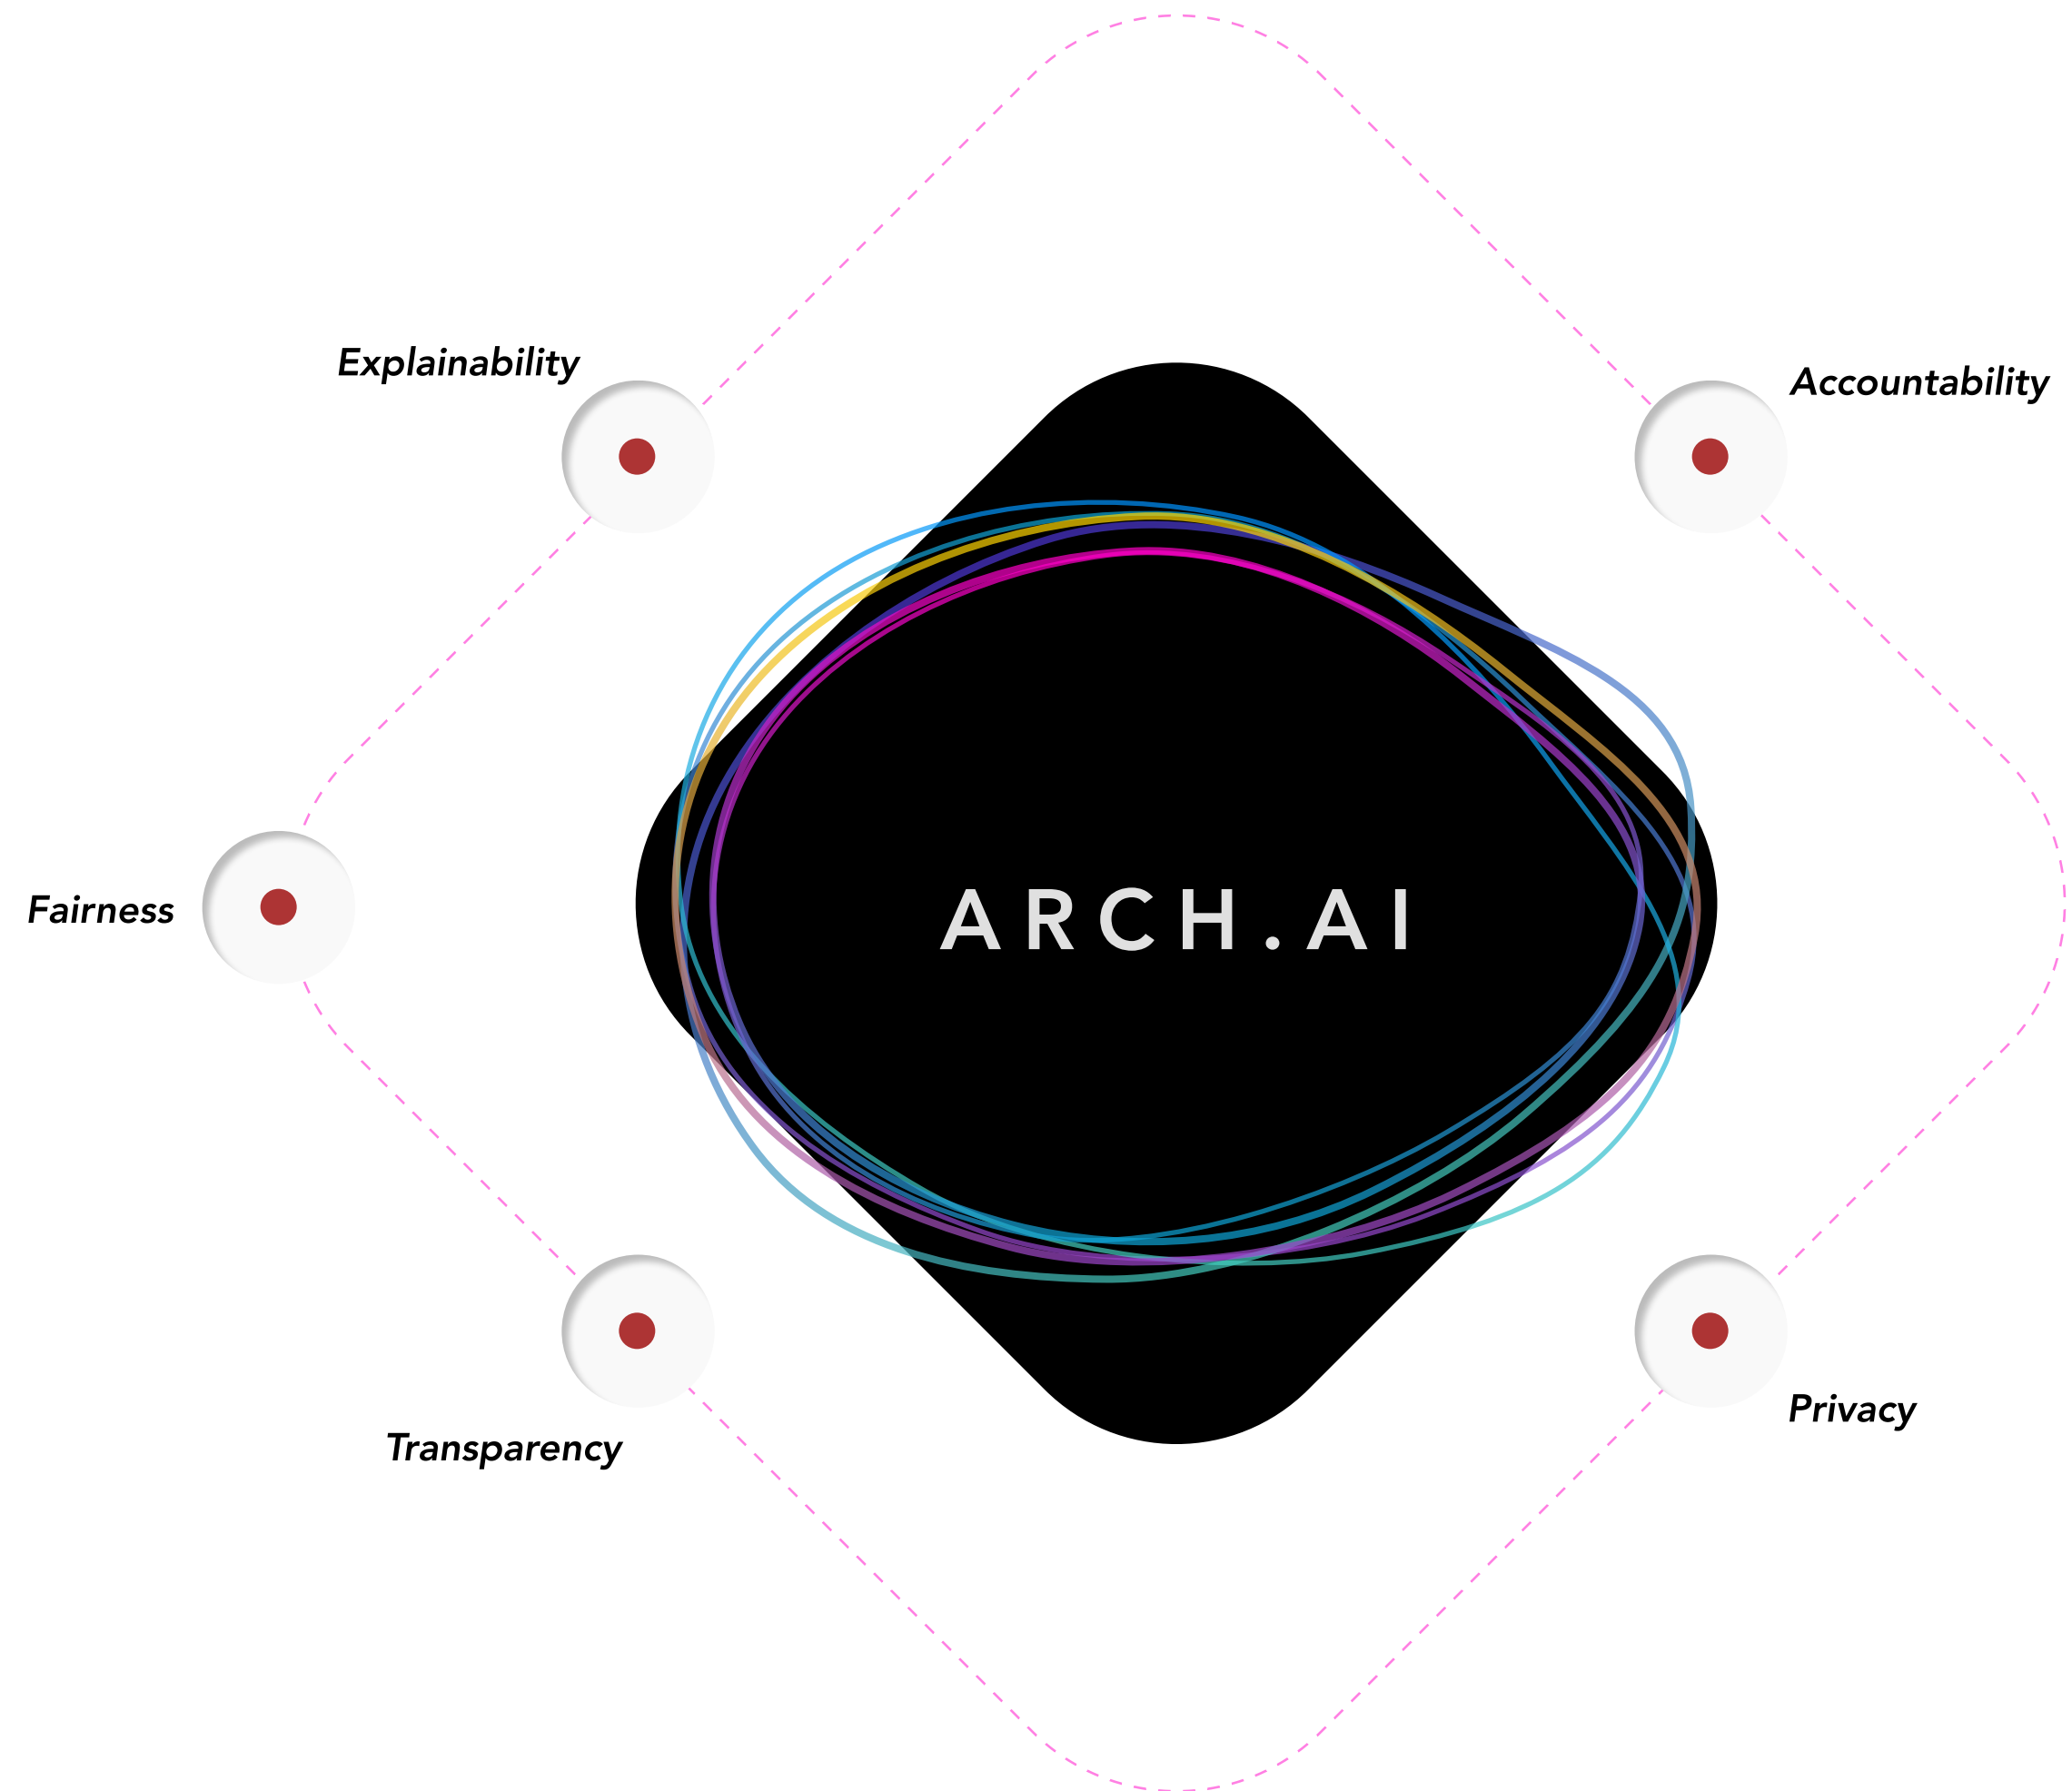 Explainability
Accountability
Fairness
ARCH.AI
Privacy
Transparency